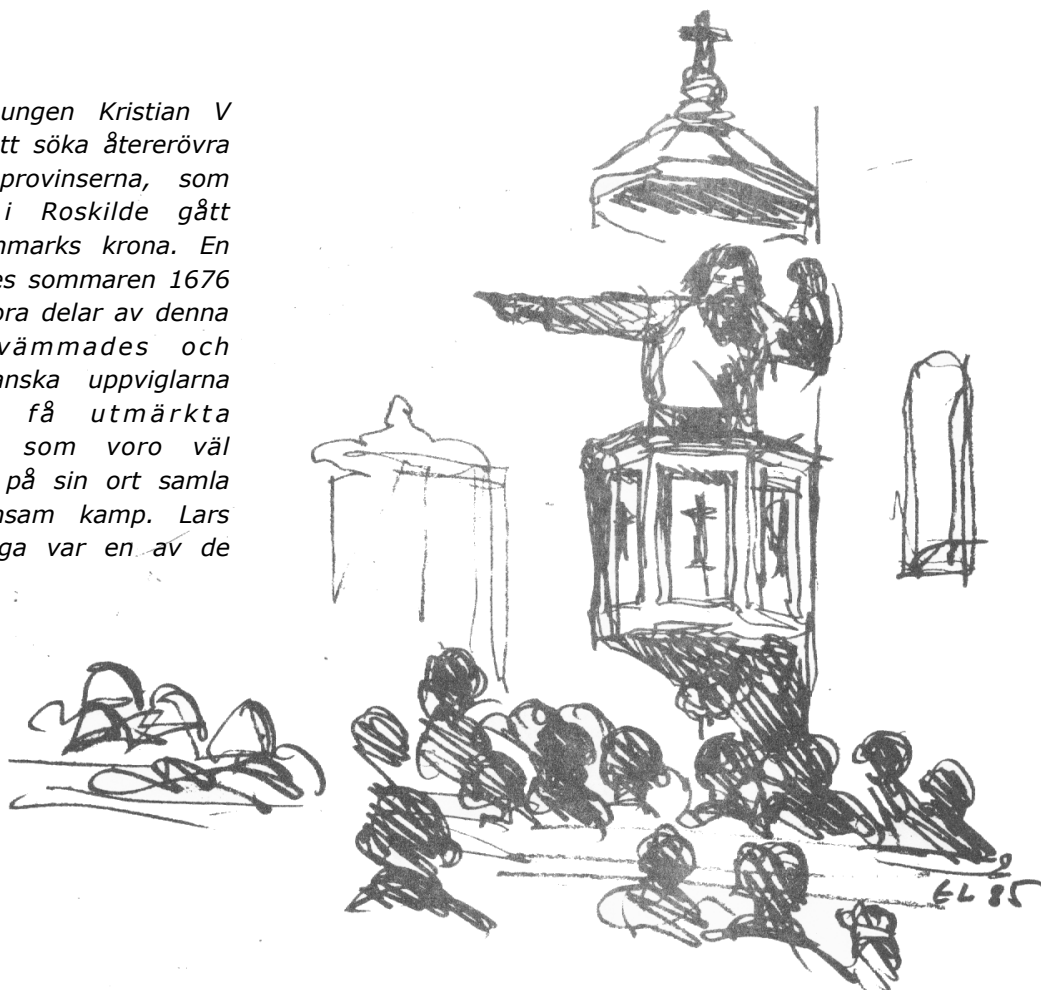 ungen Kristian V
tt söka återerövra
provinserna, som
i Roskilde gått
nmarks krona. En
es sommaren 1676
ora delar av denna
vämmades och
anska uppviglarna
få utmärkta
som voro väl
på sin ort samla
nsam kamp. Lars
ga var en av de
EL 85